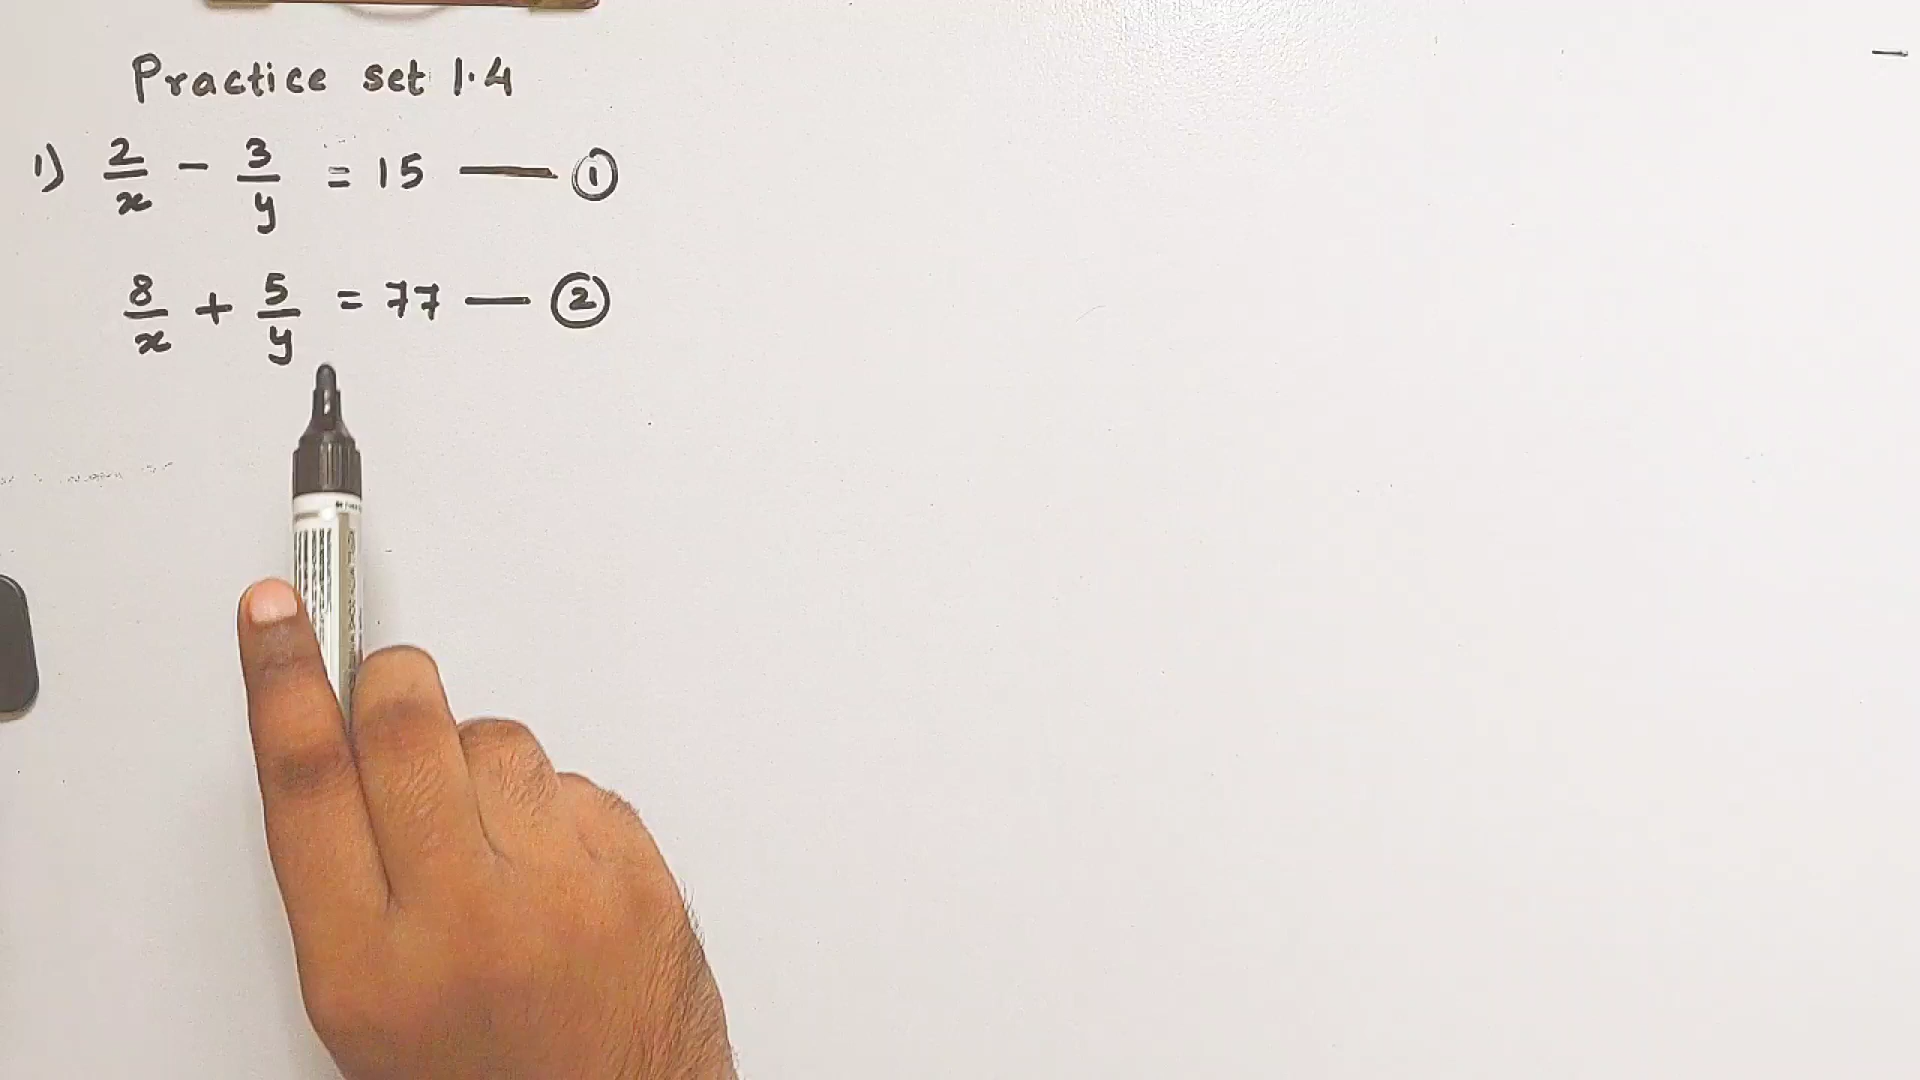 Practice set 1.4
1) 2/x - 3/y = 15 — ①
8/x + 5/y = 77 — ②